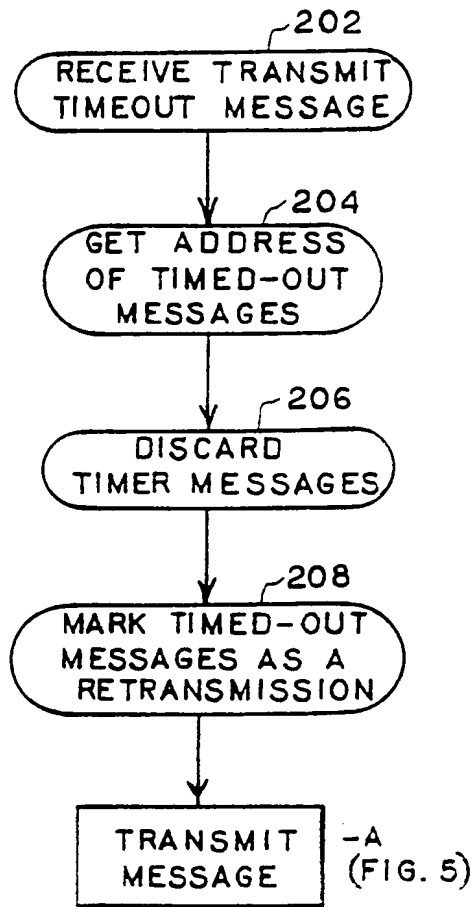 202
RECEIVE TRANSMIT
TIMEOUT MESSAGE
204
GET ADDRESS
OF TIMED-OUT
MESSAGES
206
DISCARD
TIMER MESSAGES
208
MARK TIMED-OUT
MESSAGES AS A
RETRANSMISSION
TRANSMIT
MESSAGE
-A
(FIG. 5)